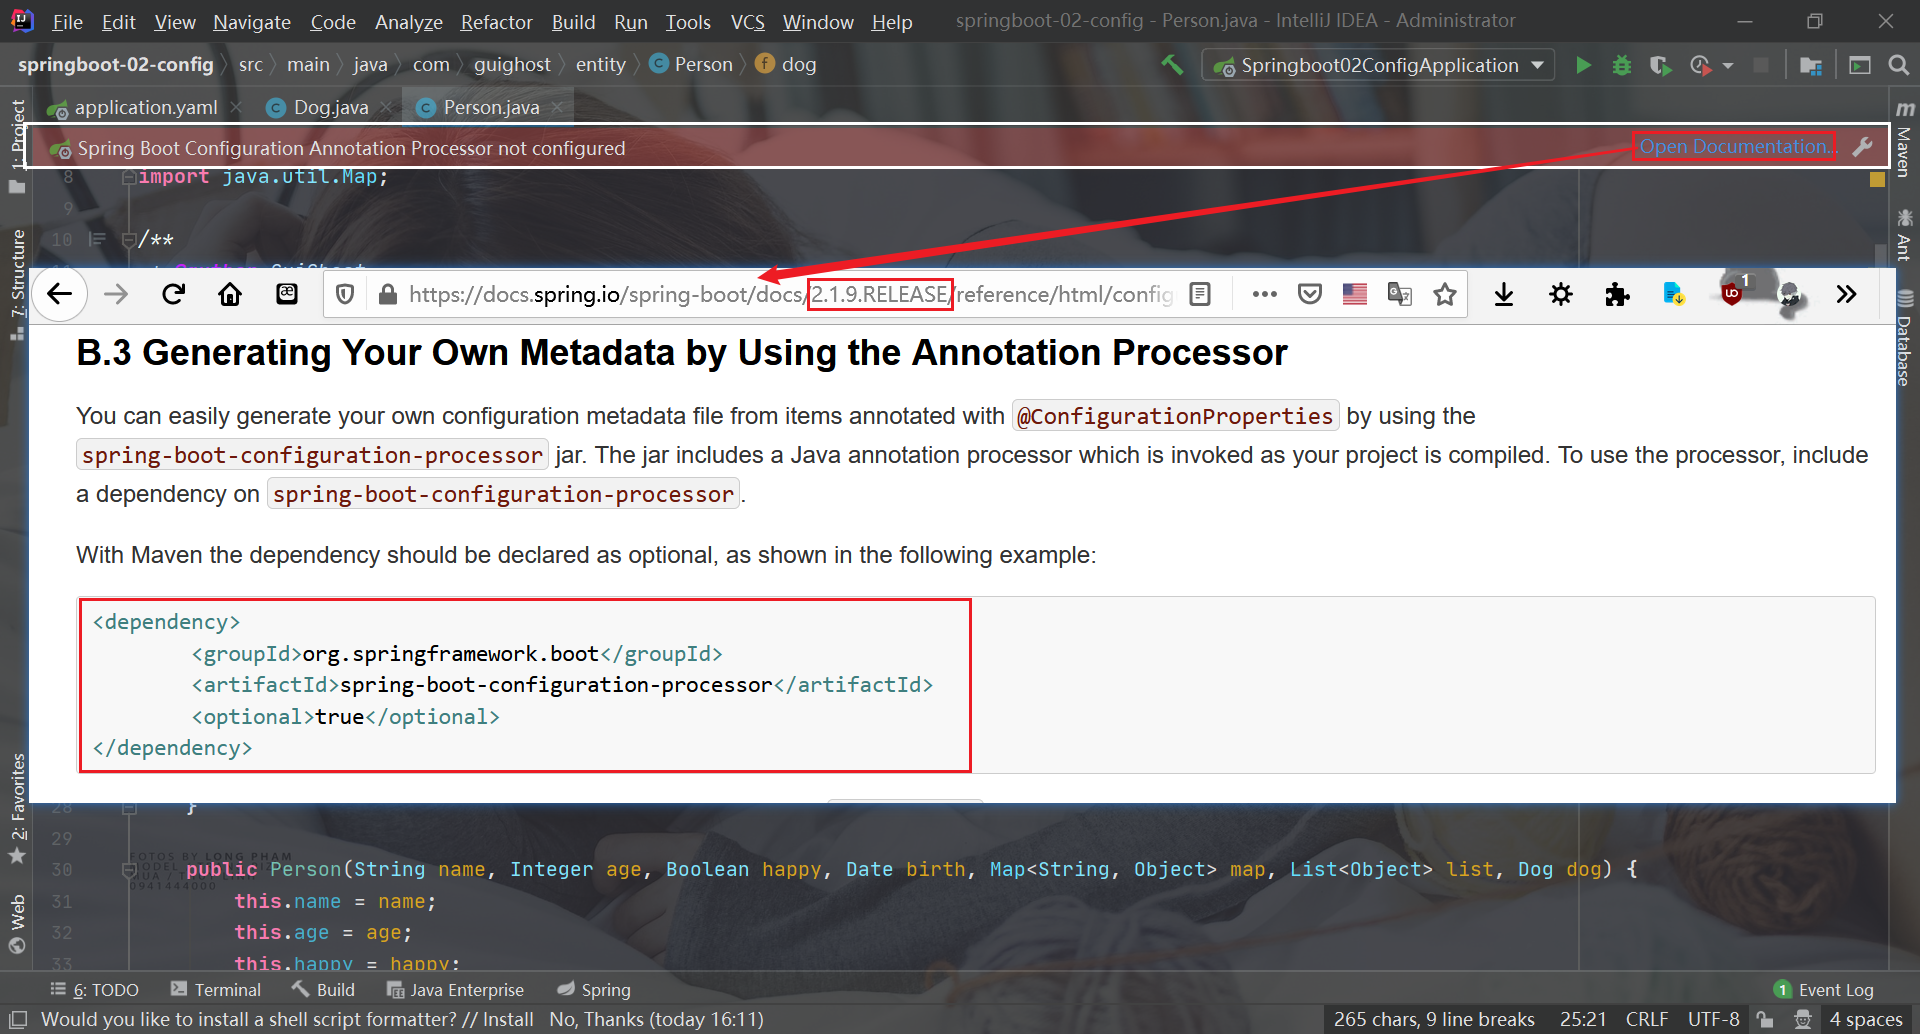 File Edit View Navigate Code Analyze Refactor Build Run Tools VCS Window Help springboot-02-config - Person.java - IntelliJ IDEA - Administrator
springboot-02-config src main java com guighost entity Person dog Springboot02ConfigApplication
application.yaml Dog.java Person.java
Spring Boot Configuration Annotation Processor not configured Open Documentation...
8 import java.util.Map;
9
10 /**
https://docs.spring.io/spring-boot/docs/2.1.9.RELEASE/reference/html/config
B.3 Generating Your Own Metadata by Using the Annotation Processor
You can easily generate your own configuration metadata file from items annotated with @ConfigurationProperties by using the
spring-boot-configuration-processor jar. The jar includes a Java annotation processor which is invoked as your project is compiled. To use the processor, include
a dependency on spring-boot-configuration-processor.
With Maven the dependency should be declared as optional, as shown in the following example:
<dependency>
<groupId>org.springframework.boot</groupId>
<artifactId>spring-boot-configuration-processor</artifactId>
<optional>true</optional>
</dependency>
28 }
29
FOTOS BY LONG PHAM
30 public Person(String name, Integer age, Boolean happy, Date birth, Map<String, Object> map, List<Object> list, Dog dog) {
0941444000
31 this.name = name;
32 this.age = age;
33 this.happy = happy;
1: Project
7: Structure
2: Favorites
Web
Maven
Ant
Database
6: TODO Terminal Build Java Enterprise Spring 1 Event Log
Would you like to install a shell script formatter? // Install No, Thanks (today 16:11) 265 chars, 9 line breaks 25:21 CRLF UTF-8 4 spaces